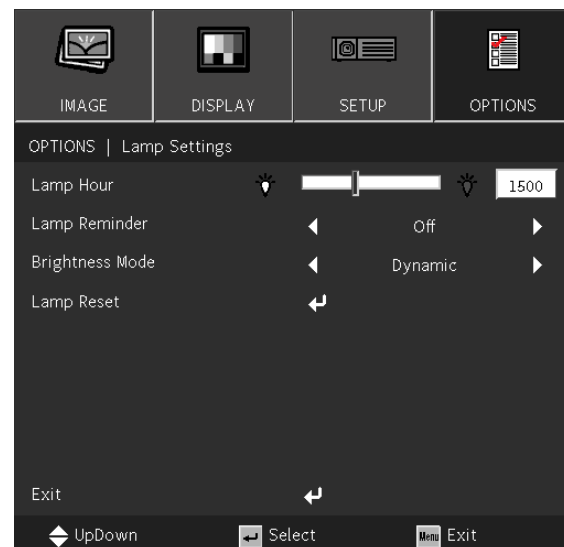 IMAGE DISPLAY SETUP OPTIONS
OPTIONS | Lamp Settings
Lamp Hour 1500
Lamp Reminder Off
Brightness Mode Dynamic
Lamp Reset
Exit
UpDown Select Menu Exit